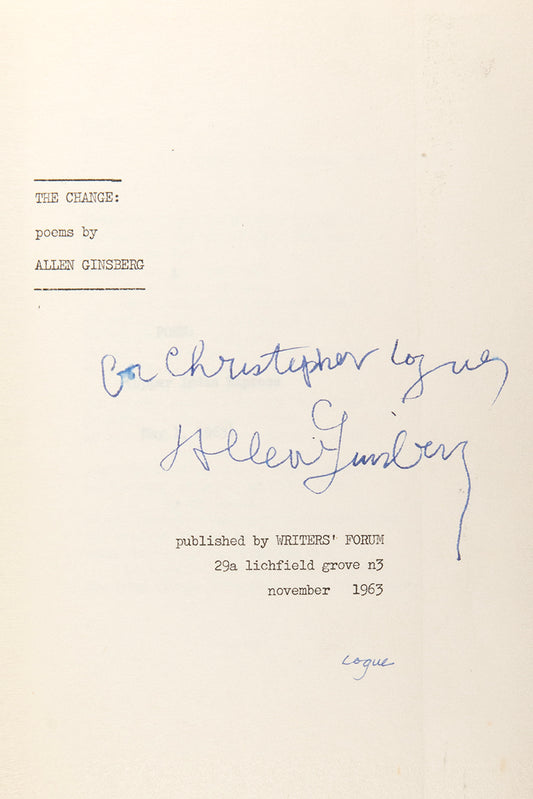 THE CHANGE:
poems by
ALLEN GINSBERG
For Christopher Logue,
Allen Ginsberg
published by WRITERS' FORUM
29a lichfield grove n3
november 1963
Logue